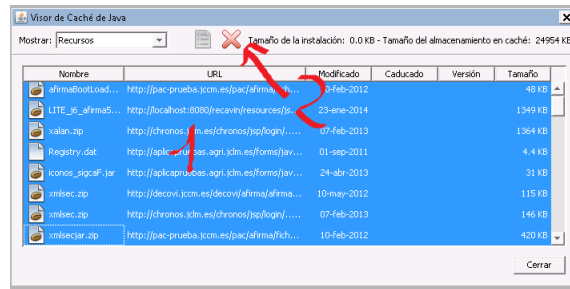 Visor de Caché de Java
Mostrar: Recursos Tamaño de la instalación: 0.0 KB - Tamaño del almacenamiento en caché: 24954 KB
Nombre URL Modificado Caducado Versión Tamaño
afirmaBootLoad... http://pac-prueba.jccm.es/pac/afirma/fich... 10-feb-2012 48 KB
LITE_j6_afirma5... http://localhost:8080/recavin/resources/js... 23-ene-2014 1349 KB
xalan.zip http://chronos.jclm.es/chronos/jsp/login/..... 07-feb-2013 1364 KB
Registry.dat http://aplicapruebas.agri.jclm.es/forms/jav... 01-sep-2011 4.4 KB
iconos_sigcaF.jar http://aplicapruebas.agri.jclm.es/forms/jav... 24-abr-2013 31 KB
xmlsec.zip http://decovi.jccm.es/decovi/afirma/afirma... 10-may-2012 115 KB
xmlsec.zip http://chronos.jclm.es/chronos/jsp/login/..... 07-feb-2013 146 KB
xmlsecjar.zip http://pac-prueba.jccm.es/pac/afirma/fich... 10-feb-2012 420 KB
1
2
Cerrar